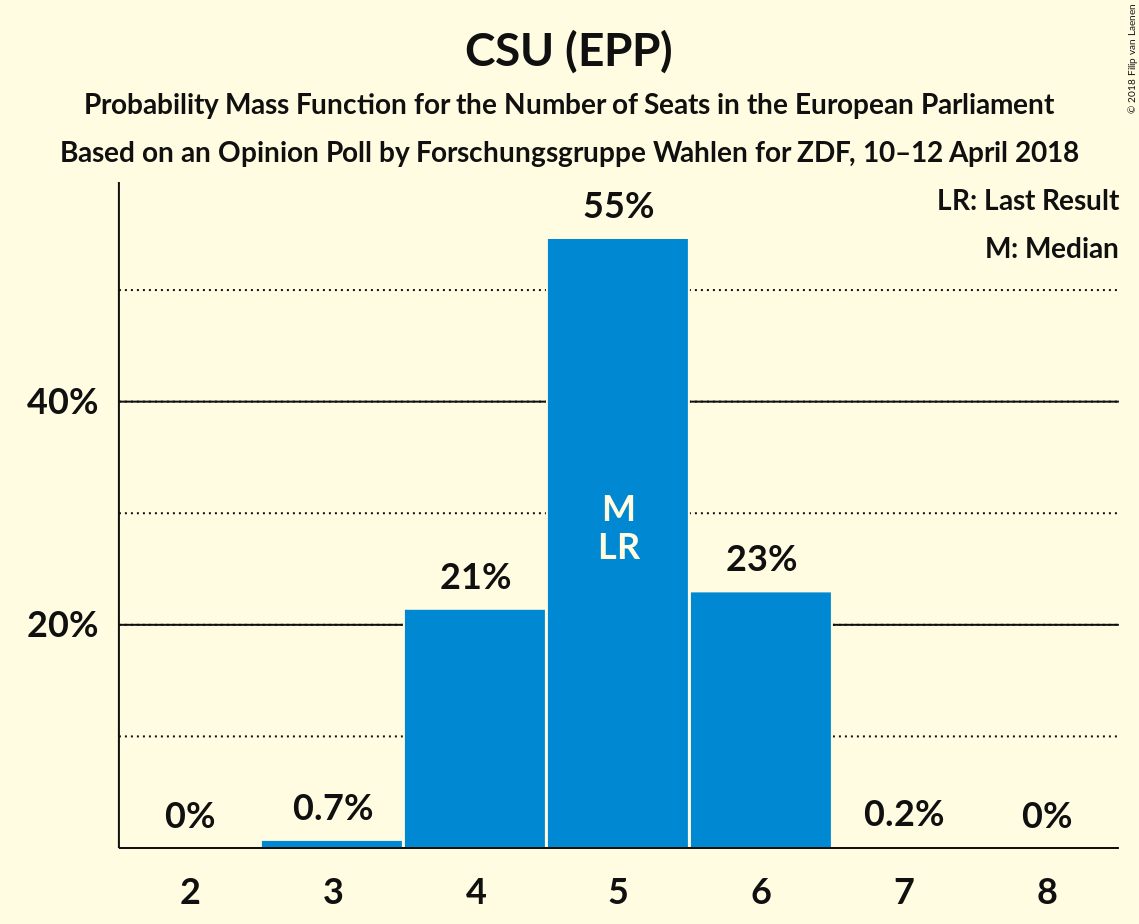 CSU (EPP)
Probability Mass Function for the Number of Seats in the European Parliament
Based on an Opinion Poll by Forschungsgruppe Wahlen for ZDF, 10–12 April 2018
© 2018 Filip van Laenen
LR: Last Result
M: Median
55%
40%
M
LR
23%
21%
20%
0%
0.7%
0.2%
0%
2
3
4
5
6
7
8